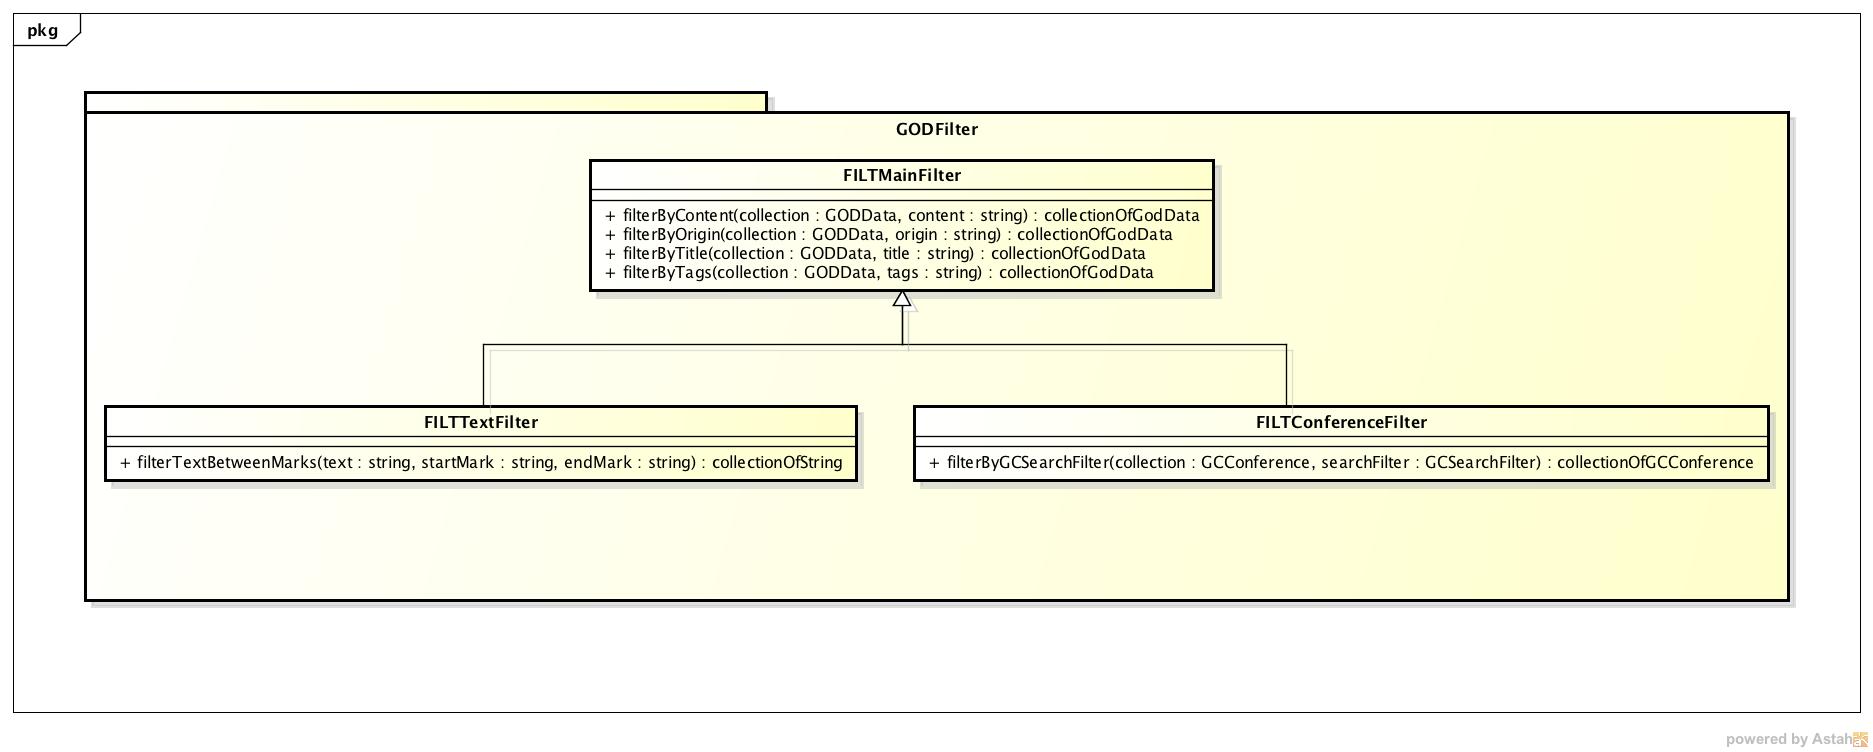 pkg
GODFilter
FILTMainFilter
+ filterByContent(collection : GODData, content : string) : collectionOfGodData
+ filterByOrigin(collection : GODData, origin : string) : collectionOfGodData
+ filterByTitle(collection : GODData, title : string) : collectionOfGodData
+ filterByTags(collection : GODData, tags : string) : collectionOfGodData
FILTTextFilter
+ filterTextBetweenMarks(text : string, startMark : string, endMark : string) : collectionOfString
FILTConferenceFilter
+ filterByGCSearchFilter(collection : GCConference, searchFilter : GCSearchFilter) : collectionOfGCConference
powered by Astah